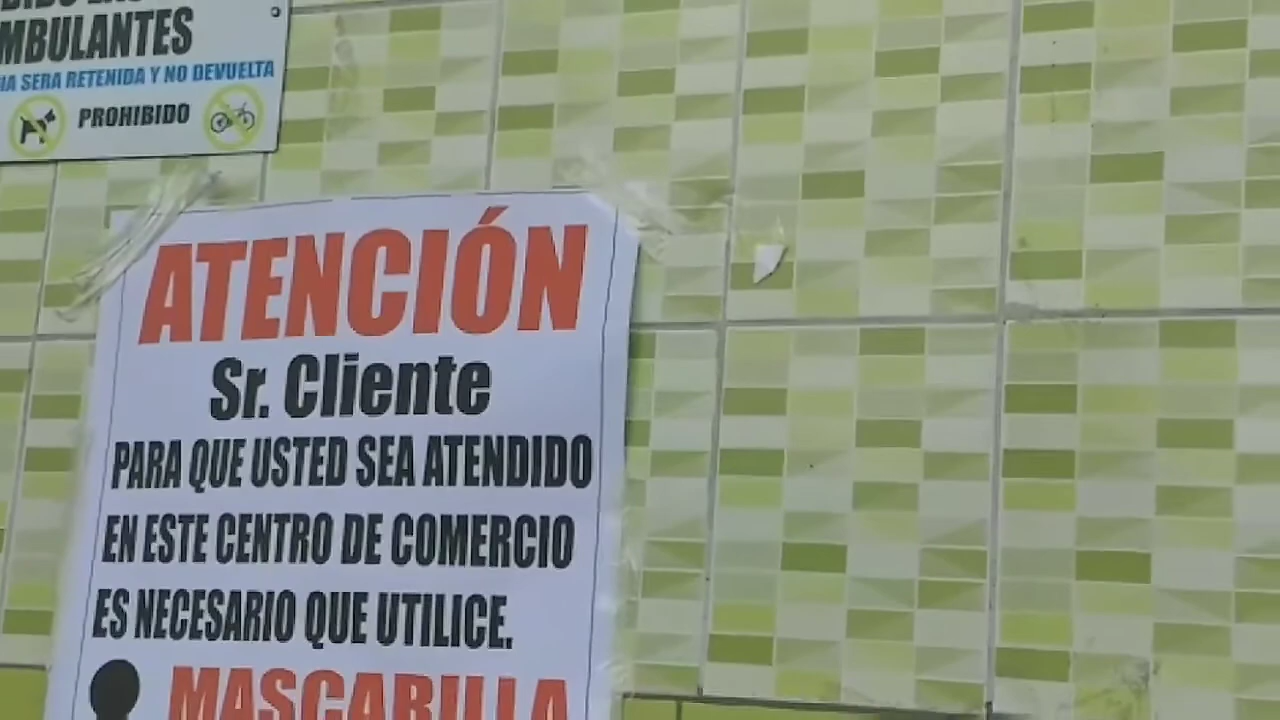 AMBULANTES
SERA RETENIDA Y NO DEVUELTA
PROHIBIDO
ATENCIÓN
Sr. Cliente
PARA QUE USTED SEA ATENDIDO
EN ESTE CENTRO DE COMERCIO
ES NECESARIO QUE UTILICE.
MASCARILLA